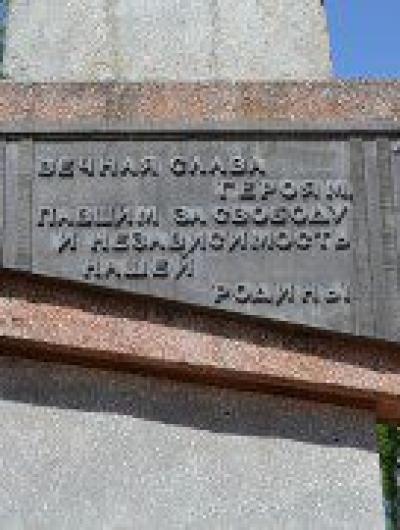 ВЕЧНАЯ СЛАВА
ГЕРОЯМ,
ПАВШИМ ЗА СВОБОДУ
И НЕЗАВИСИМОСТЬ
НАШЕЙ
РОДИНЫ